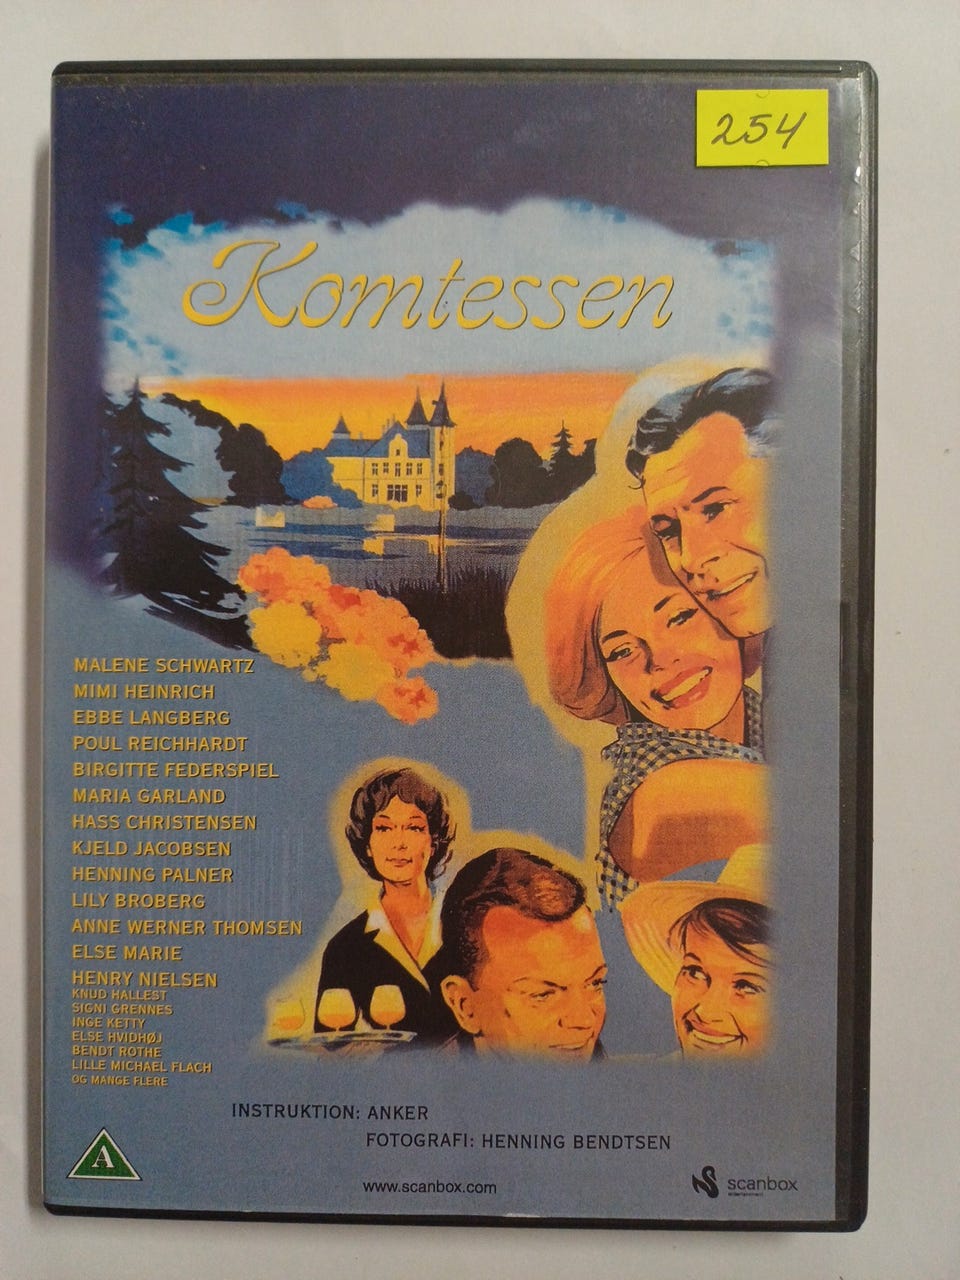 254
Komtessen
MALENE SCHWARTZ
MIMI HEINRICH
EBBE LANGBERG
POUL REICHHARDT
BIRGITTE FEDERSPIEL
MARIA GARLAND
HASS CHRISTENSEN
KJELD JACOBSEN
HENNING PALNER
LILY BROBERG
ANNE WERNER THOMSEN
ELSE MARIE
HENRY NIELSEN
KNUD HALLEST
SIGNI GRENNES
INGE KETTY
ELSE HVIDHØJ
BENDT ROTHE
LILLE MICHAEL FLACH
OG MANGE FLERE
INSTRUKTION: ANKER
FOTOGRAFI: HENNING BENDTSEN
A
www.scanbox.com
scanbox
entertainment